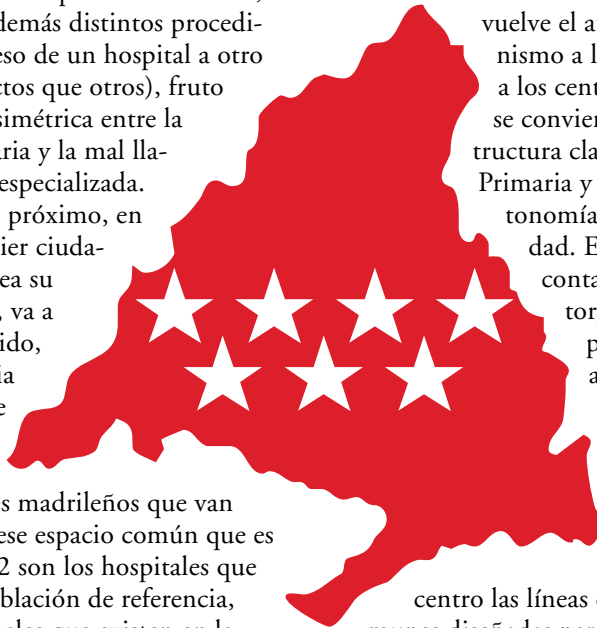 demás distintos procedi-
eso de un hospital a otro
ctos que otros), fruto
simétrica entre la
ria y la mal lla-
especializada.
próximo, en
ier ciuda-
ea su
, va a
ido,
ia
e
es madrileños que van
ese espacio común que es
2 son los hospitales que
blación de referencia,
vuelve el a
nismo a l
a los cent
se convier
tructura cla
Primaria y
tonomía
dad. E
conta
tor
p
a
centro las líneas